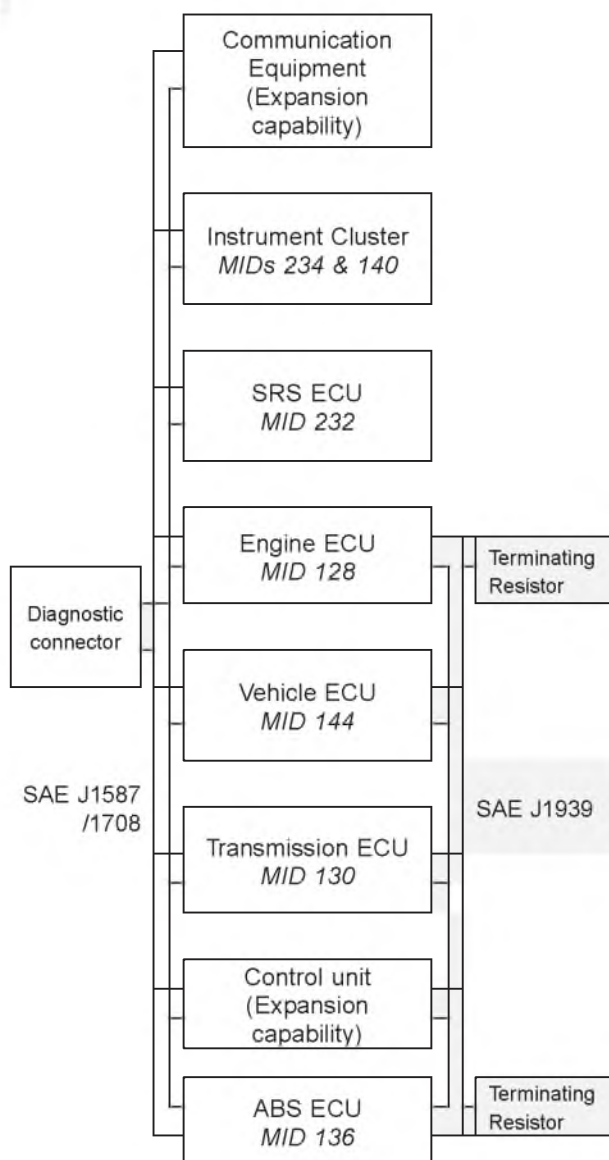 Communication
Equipment
(Expansion
capability)
Instrument Cluster
MIDs 234 & 140
SRS ECU
MID 232
Engine ECU
MID 128
Terminating
Resistor
Diagnostic
connector
Vehicle ECU
MID 144
SAE J1587
/1708
SAE J1939
Transmission ECU
MID 130
Control unit
(Expansion
capability)
ABS ECU
MID 136
Terminating
Resistor